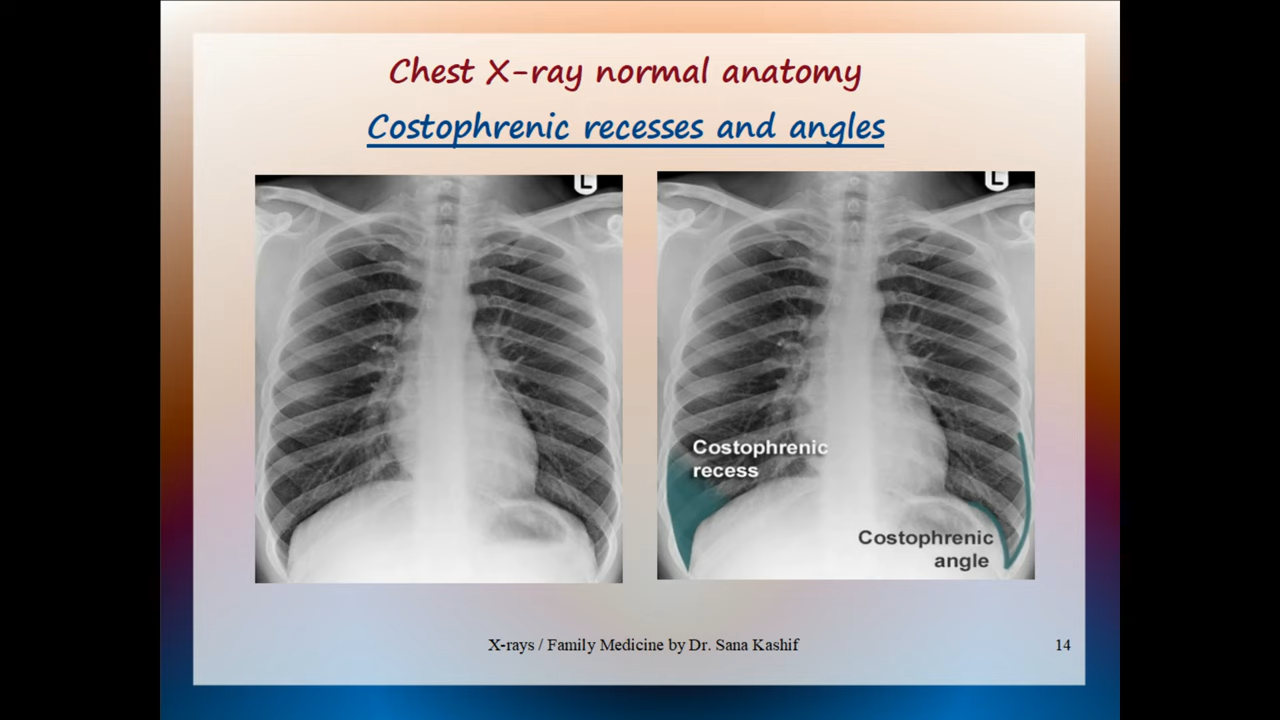 Chest X-ray normal anatomy
Costophrenic recesses and angles
L
L
Costophrenic
recess
Costophrenic
angle
X-rays / Family Medicine by Dr. Sana Kashif
14